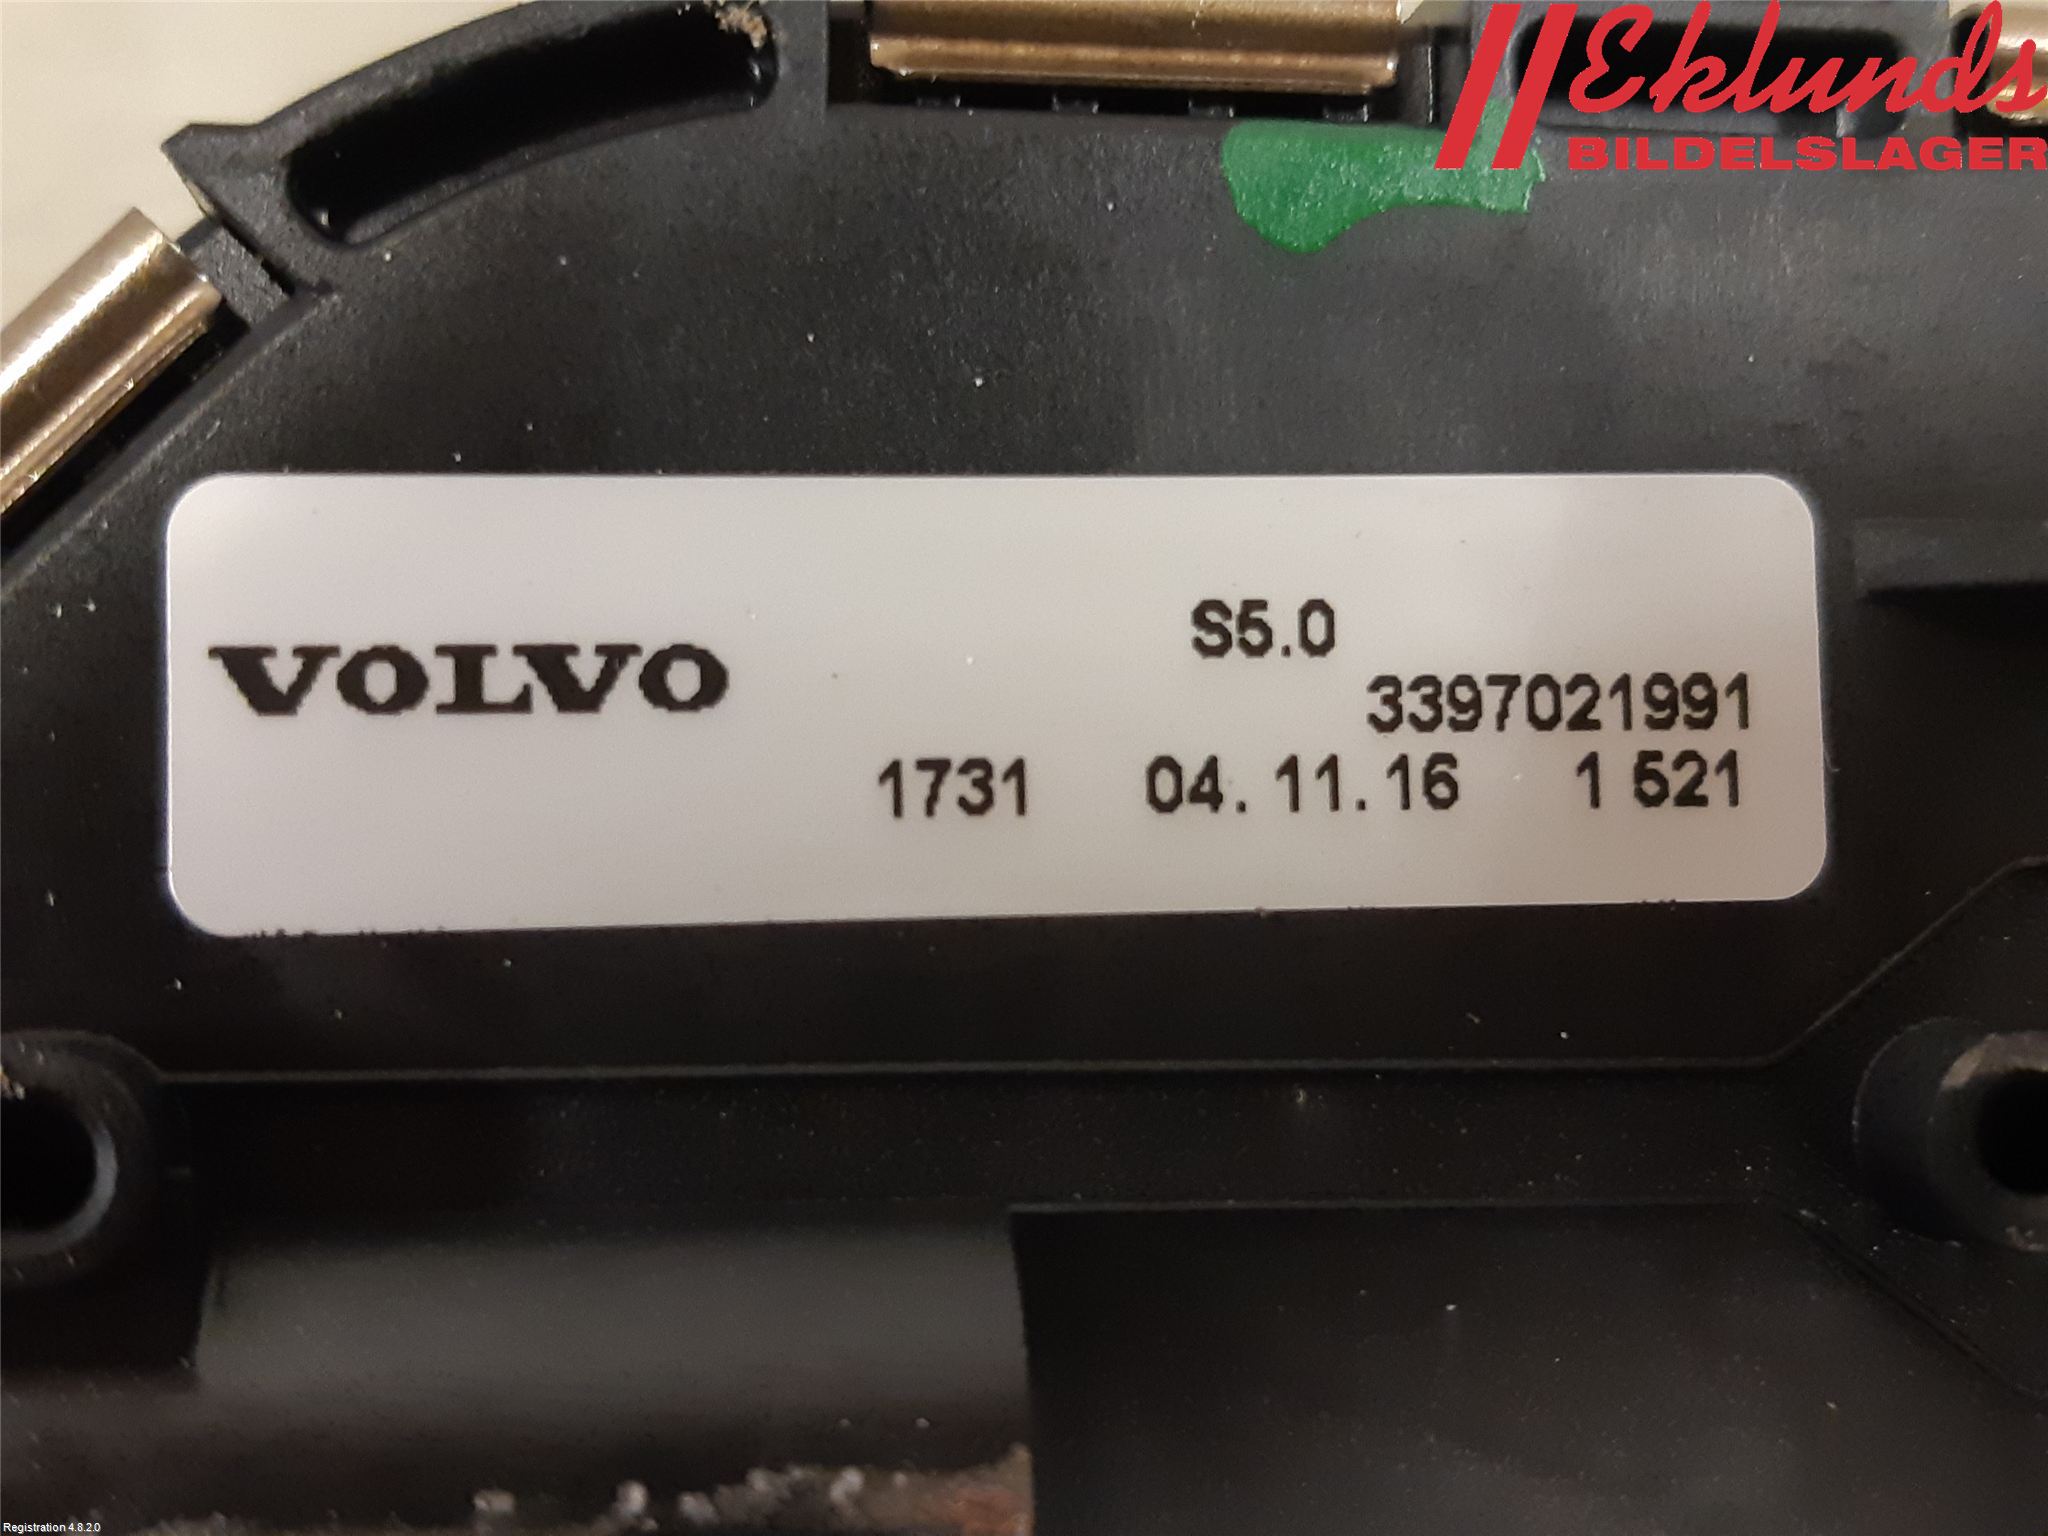 Eklunds
BILDELSLAGER
VOLVO
S5.0
3397021991
1731 04.11.16 1 521
Registration 4.8.2.0